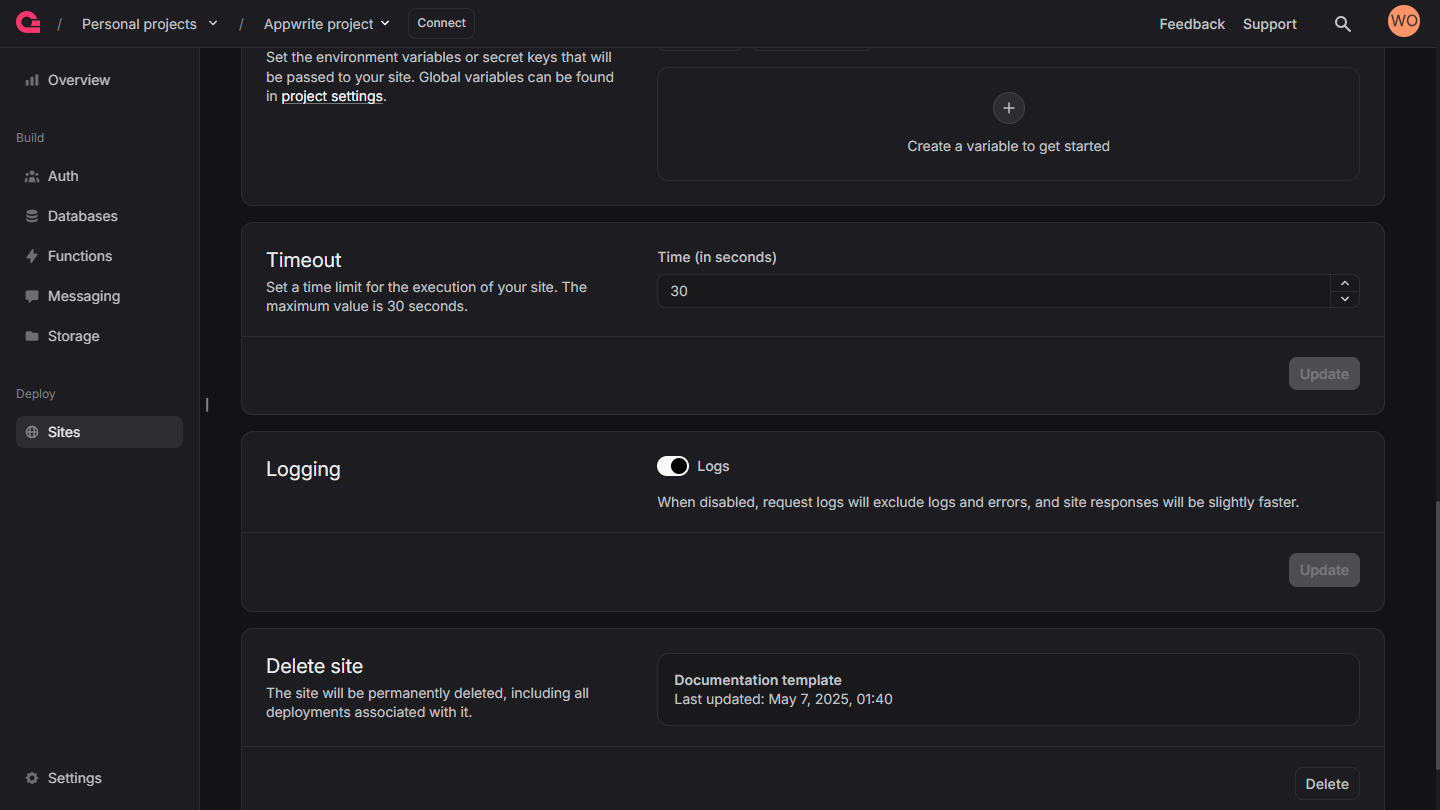 / Personal projects / Appwrite project Connect Feedback Support WO
Overview
Build
Auth
Databases
Functions
Messaging
Storage
Deploy
Sites
Settings
Set the environment variables or secret keys that will
be passed to your site. Global variables can be found
in project settings.
Create a variable to get started
Timeout
Set a time limit for the execution of your site. The
maximum value is 30 seconds.
Time (in seconds)
30
Update
Logging
Logs
When disabled, request logs will exclude logs and errors, and site responses will be slightly faster.
Update
Delete site
The site will be permanently deleted, including all
deployments associated with it.
Documentation template
Last updated: May 7, 2025, 01:40
Delete